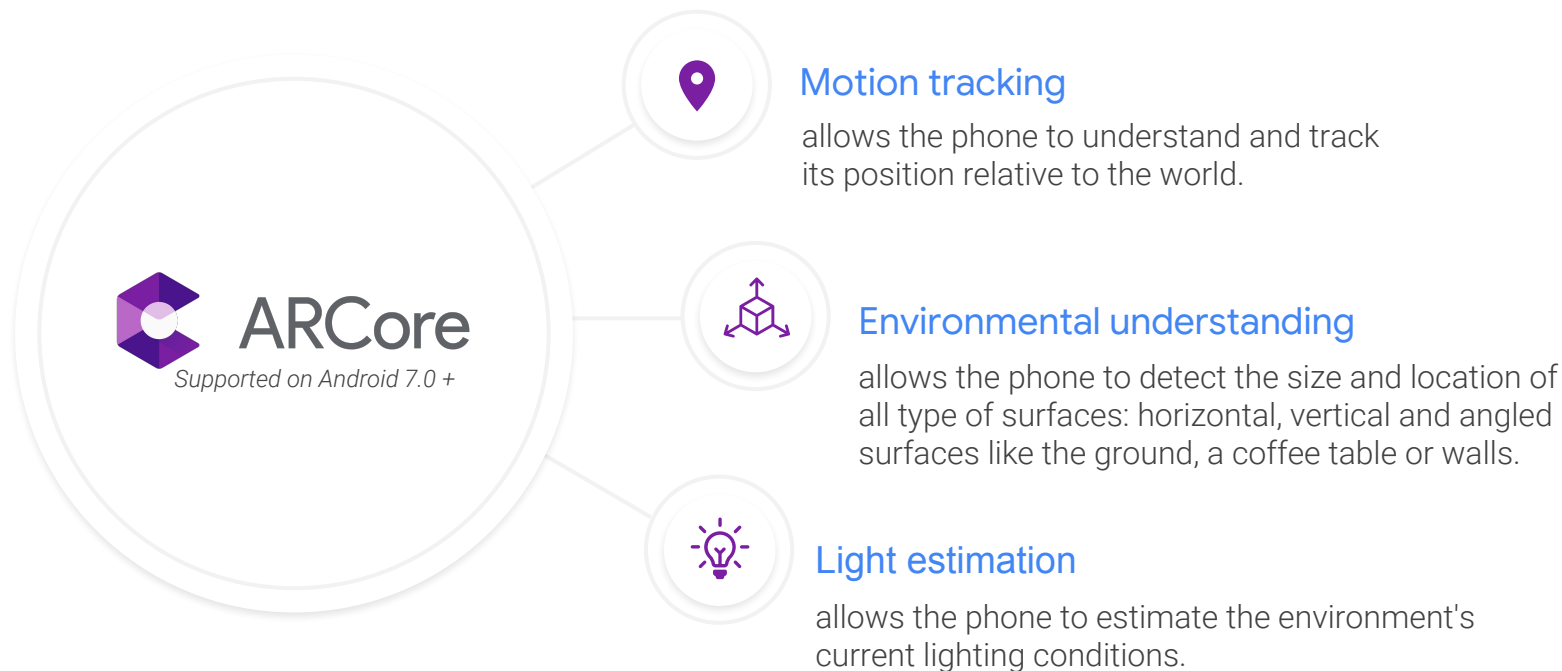 Motion tracking
allows the phone to understand and track
its position relative to the world.
ARCore
Supported on Android 7.0 +
Environmental understanding
allows the phone to detect the size and location of
all type of surfaces: horizontal, vertical and angled
surfaces like the ground, a coffee table or walls.
Light estimation
allows the phone to estimate the environment's
current lighting conditions.